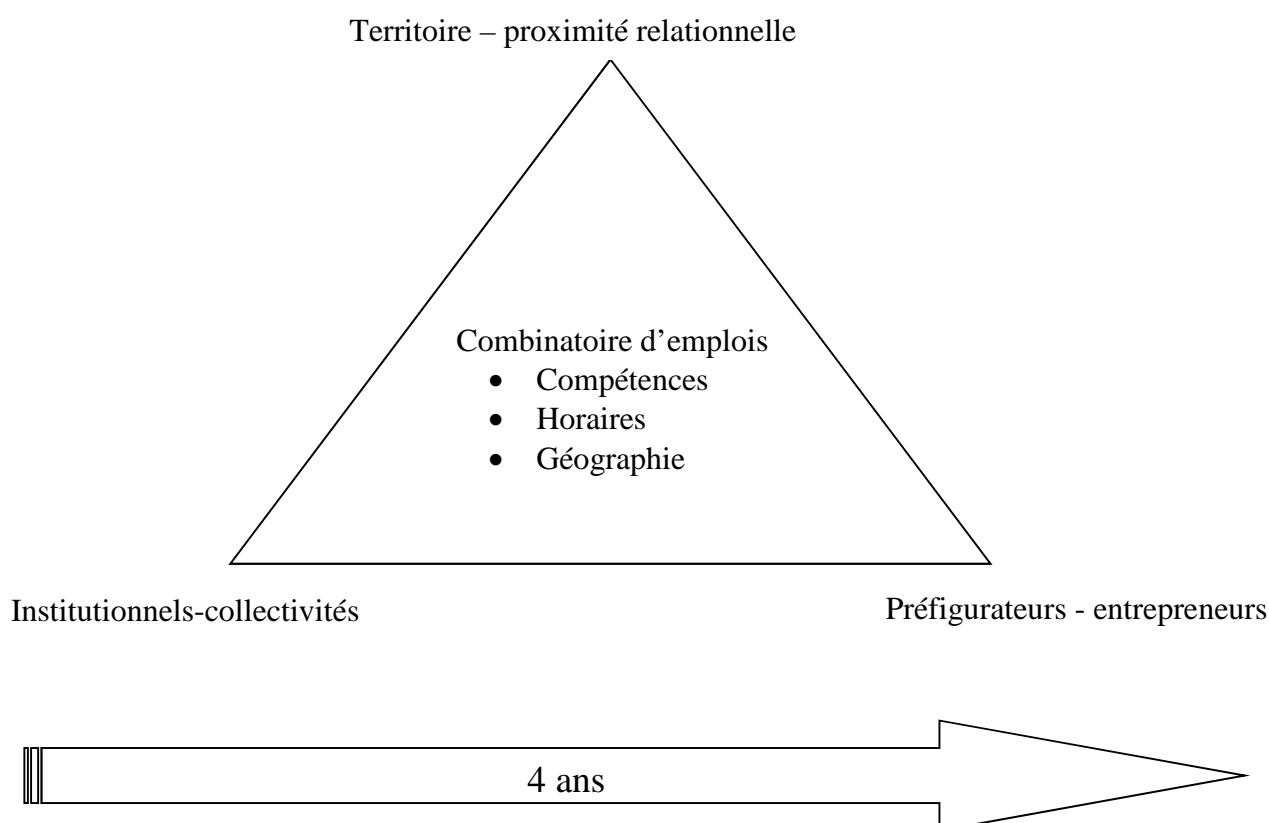 Territoire – proximité relationnelle
Combinatoire d’emplois
• Compétences
• Horaires
• Géographie
Institutionnels-collectivités
Préfigurateurs - entrepreneurs
4 ans